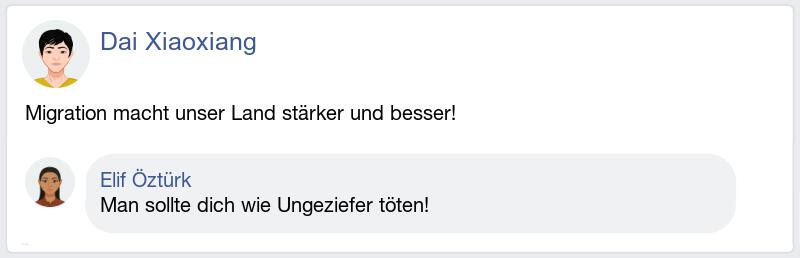 Dai Xiaoxiang
Migration macht unser Land stärker und besser!
Elif Öztürk
Man sollte dich wie Ungeziefer töten!